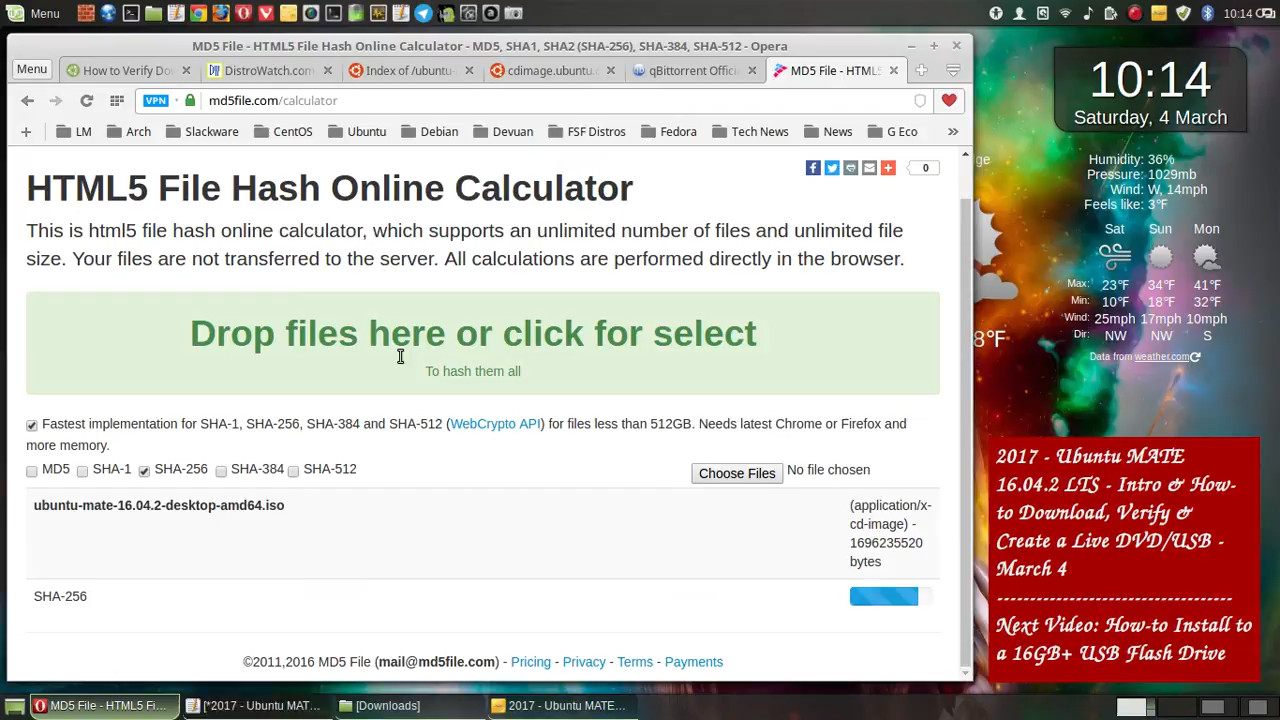 Menu
10:14
MD5 File - HTML5 File Hash Online Calculator - MD5, SHA1, SHA2 (SHA-256), SHA-384, SHA-512 - Opera
Menu
How to Verify Do
DistroWatch.com
Index of /ubuntu-
cdimage.ubuntu.c
qBittorrent Offici
MD5 File - HTML5
VPN
md5file.com/calculator
LM
Arch
Slackware
CentOS
Ubuntu
Debian
Devuan
FSF Distros
Fedora
Tech News
News
G Eco
»
0
HTML5 File Hash Online Calculator
This is html5 file hash online calculator, which supports an unlimited number of files and unlimited file
size. Your files are not transferred to the server. All calculations are performed directly in the browser.
Drop files here or click for select
To hash them all
Fastest implementation for SHA-1, SHA-256, SHA-384 and SHA-512 (WebCrypto API) for files less than 512GB. Needs latest Chrome or Firefox and
more memory.
MD5 SHA-1 SHA-256 SHA-384 SHA-512
Choose Files No file chosen
ubuntu-mate-16.04.2-desktop-amd64.iso
(application/x-
cd-image) -
1696235520
bytes
SHA-256
©2011,2016 MD5 File (mail@md5file.com) - Pricing - Privacy - Terms - Payments
10:14
Saturday, 4 March
Humidity: 36%
Pressure: 1029mb
Wind: W, 14mph
Feels like: 3°F
8°F
Sat Sun Mon
Max: 23°F 34°F 41°F
Min: 10°F 18°F 32°F
Wind: 25mph 17mph 10mph
Dir: NW NW S
Data from weather.com
2017 - Ubuntu MATE
16.04.2 LTS - Intro & How-
to Download, Verify &
Create a Live DVD/USB -
March 4
---------------------------------
Next Video: How-to Install to
a 16GB+ USB Flash Drive
MD5 File - HTML5 Fi...
[*2017 - Ubuntu MAT...
[Downloads]
2017 - Ubuntu MATE...